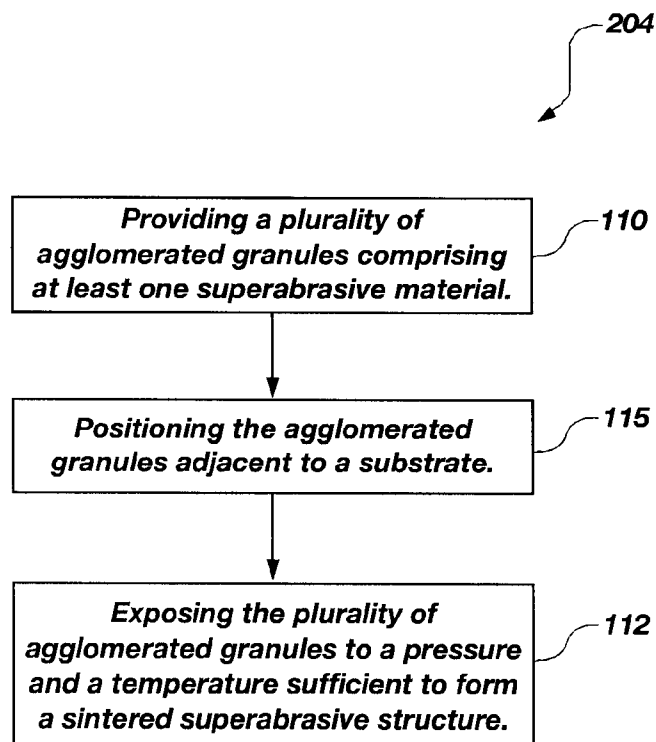 204
Providing a plurality of
agglomerated granules comprising
at least one superabrasive material.
110
Positioning the agglomerated
granules adjacent to a substrate.
115
Exposing the plurality of
agglomerated granules to a pressure
and a temperature sufficient to form
a sintered superabrasive structure.
112